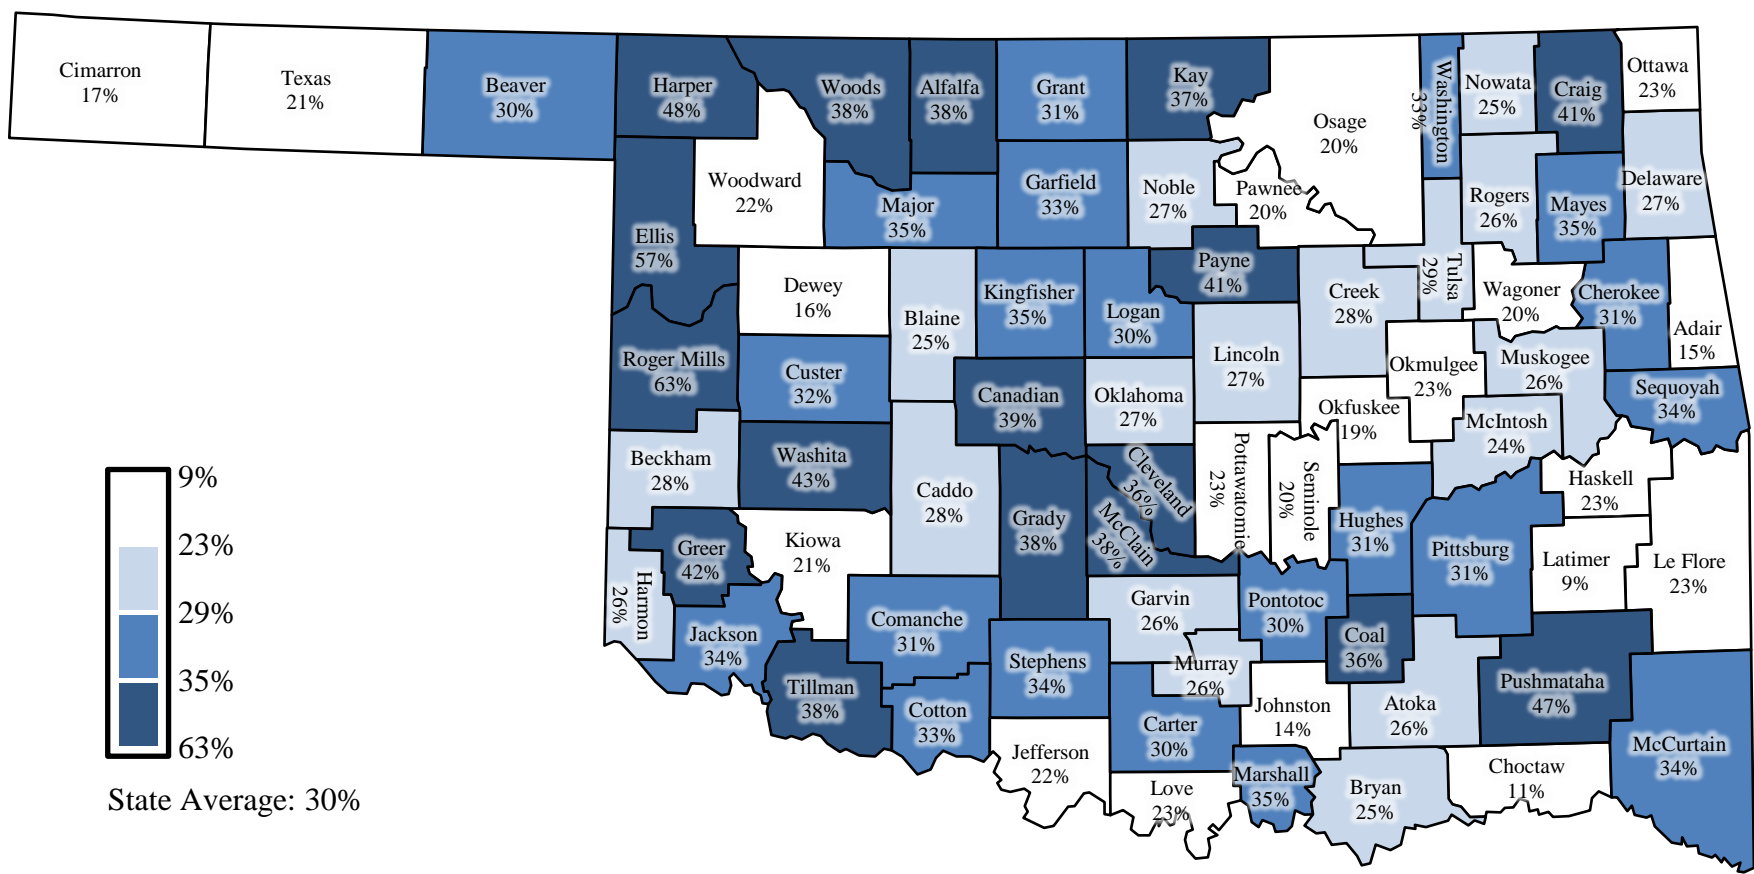 Cimarron
17%
Texas
21%
Beaver
30%
Harper
48%
Woods
38%
Alfalfa
38%
Grant
31%
Kay
37%
Osage
20%
Washington
33%
Nowata
25%
Craig
41%
Ottawa
23%
Woodward
22%
Major
35%
Garfield
33%
Noble
27%
Pawnee
20%
Rogers
26%
Mayes
35%
Delaware
27%
Ellis
57%
Dewey
16%
Blaine
25%
Kingfisher
35%
Logan
30%
Payne
41%
Creek
28%
Tulsa
29%
Wagoner
20%
Cherokee
31%
Adair
15%
Roger Mills
63%
Custer
32%
Canadian
39%
Oklahoma
27%
Lincoln
27%
Okmulgee
23%
Muskogee
26%
Sequoyah
34%
Okfuskee
19%
McIntosh
24%
Beckham
28%
Washita
43%
Caddo
28%
Grady
38%
Cleveland
36%
McClain
38%
Pottawatomie
23%
Seminole
20%
Hughes
31%
Pittsburg
31%
Haskell
23%
Latimer
9%
Le Flore
23%
Greer
42%
Kiowa
21%
Harmon
26%
Jackson
34%
Comanche
31%
Garvin
26%
Pontotoc
30%
Coal
36%
Tillman
38%
Cotton
33%
Stephens
34%
Murray
26%
Johnston
14%
Atoka
26%
Pushmataha
47%
McCurtain
34%
Carter
30%
Jefferson
22%
Love
23%
Marshall
35%
Bryan
25%
Choctaw
11%
9%
23%
29%
35%
63%
State Average: 30%